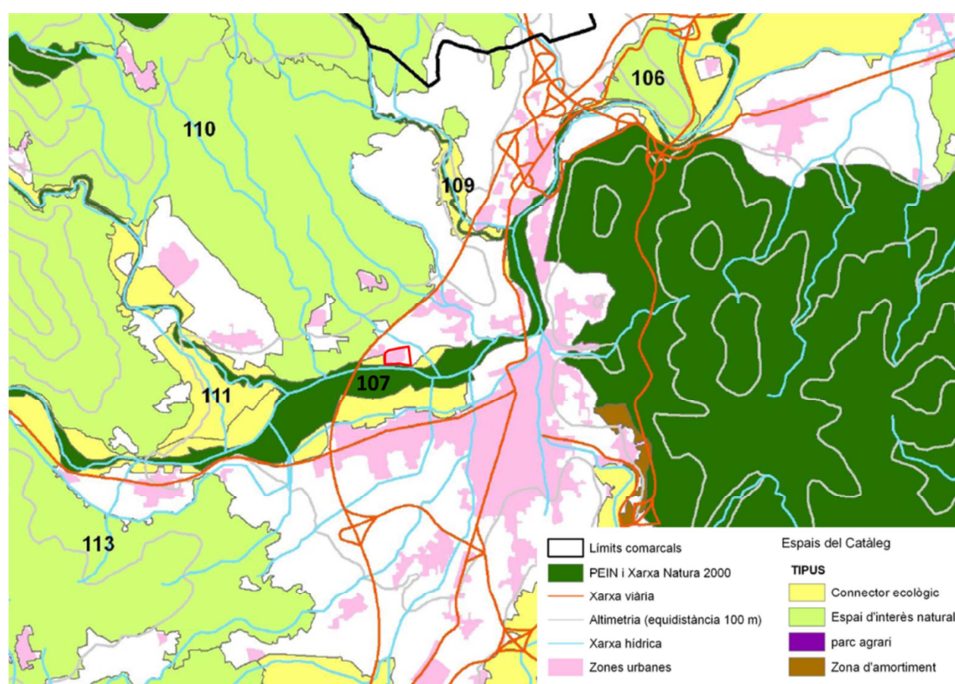 106
110
109
107
111
113
Límits comarcals
PEIN i Xarxa Natura 2000
Xarxa viària
Altimetria (equidistància 100 m)
Xarxa hídrica
Zones urbanes
Espais del Catàleg
TIPUS
Connector ecològic
Espai d'interès natural
parc agrari
Zona d'amortiment